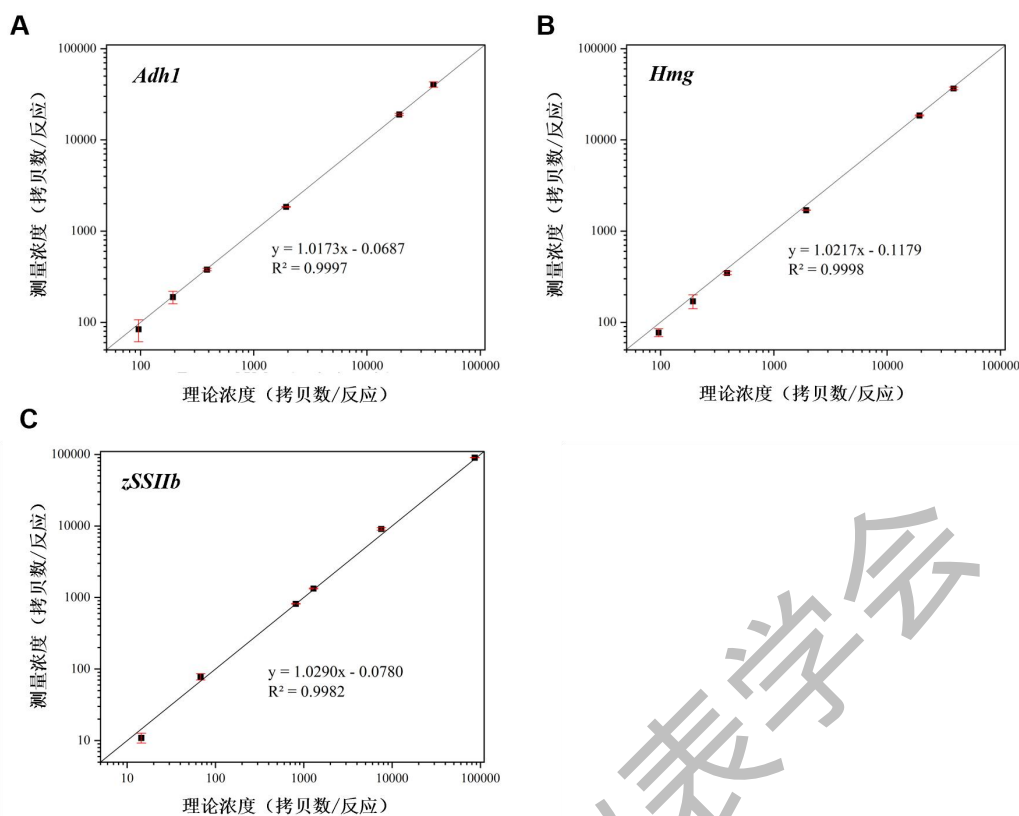 A
Adh1
100000
10000
1000
100
测量浓度（拷贝数/反应）
y = 1.0173x - 0.0687
R² = 0.9997
100 1000 10000 100000
理论浓度（拷贝数/反应）
B
Hmg
100000
10000
1000
100
测量浓度（拷贝数/反应）
y = 1.0217x - 0.1179
R² = 0.9998
100 1000 10000 100000
理论浓度（拷贝数/反应）
C
zSSIIb
100000
10000
1000
100
10
测量浓度（拷贝数/反应）
y = 1.0290x - 0.0780
R² = 0.9982
10 100 1000 10000 100000
理论浓度（拷贝数/反应）
表学会